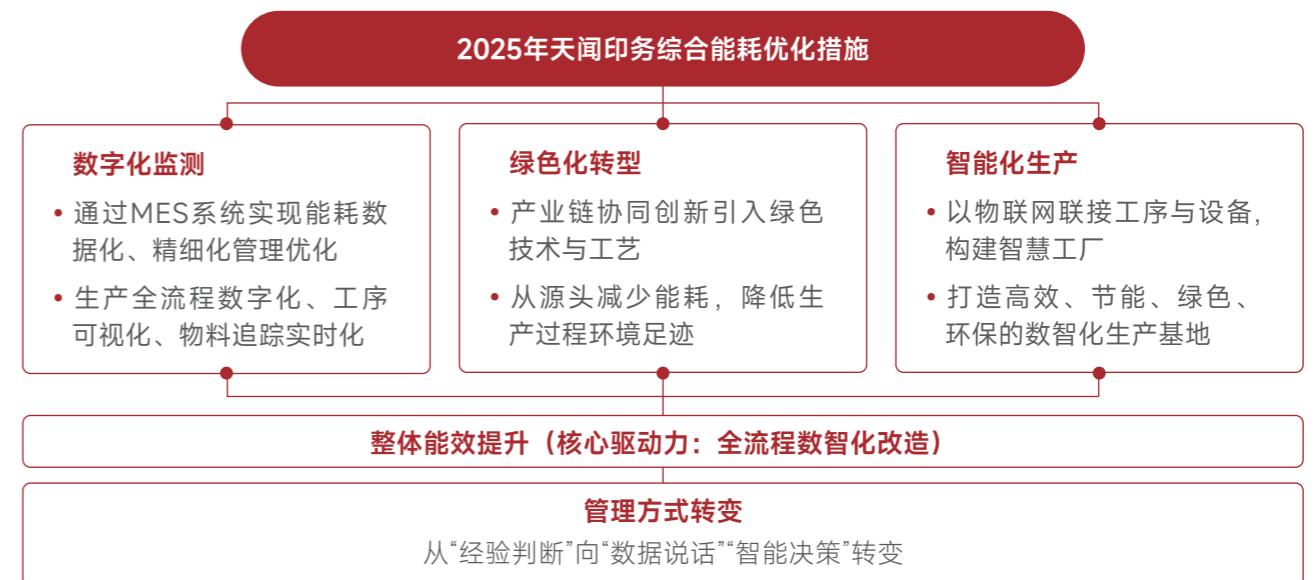 2025年天闻印务综合能耗优化措施
数字化监测
• 通过MES系统实现能耗数
据化、精细化管理优化
• 生产全流程数字化、工序
可视化、物料追踪实时化
绿色化转型
• 产业链协同创新引入绿色
技术与工艺
• 从源头减少能耗，降低生
产过程环境足迹
智能化生产
• 以物联网联接工序与设备，
构建智慧工厂
• 打造高效、节能、绿色、
环保的数智化生产基地
整体能效提升（核心驱动力：全流程数智化改造）
管理方式转变
从“经验判断”向“数据说话”“智能决策”转变